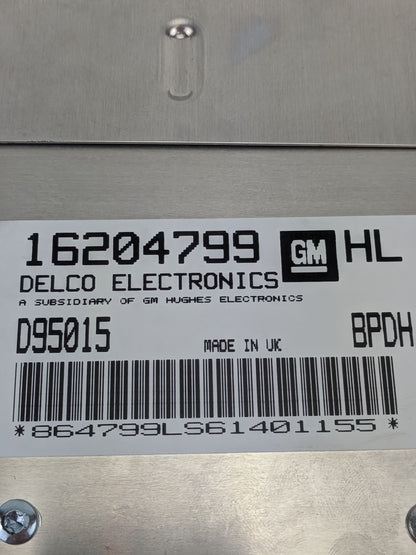 16204799 GM HL
DELCO ELECTRONICS
A SUBSIDIARY OF GM HUGHES ELECTRONICS
D95015 MADE IN UK BPDH
*864799LS61401155*